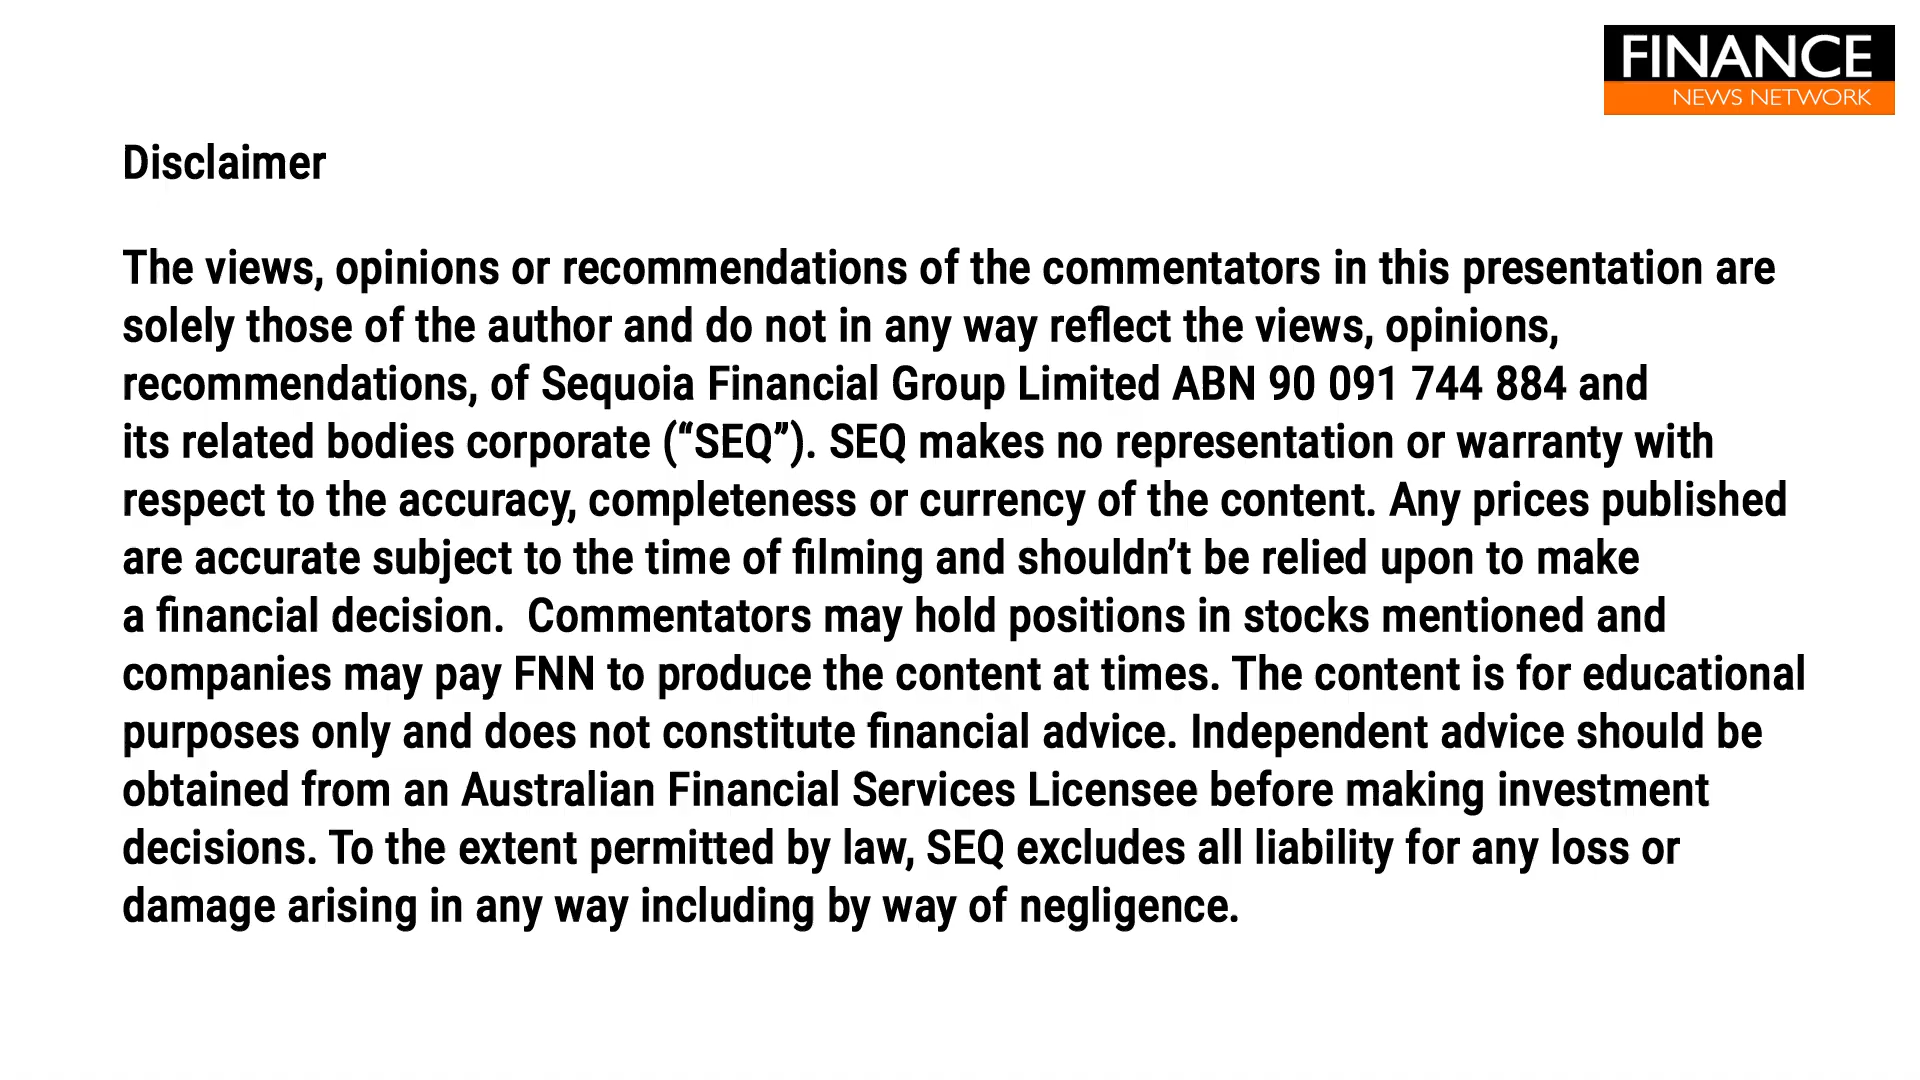 FINANCE
NEWS NETWORK
Disclaimer
The views, opinions or recommendations of the commentators in this presentation are
solely those of the author and do not in any way reflect the views, opinions,
recommendations, of Sequoia Financial Group Limited ABN 90 091 744 884 and
its related bodies corporate (“SEQ”). SEQ makes no representation or warranty with
respect to the accuracy, completeness or currency of the content. Any prices published
are accurate subject to the time of filming and shouldn’t be relied upon to make
a financial decision.  Commentators may hold positions in stocks mentioned and
companies may pay FNN to produce the content at times. The content is for educational
purposes only and does not constitute financial advice. Independent advice should be
obtained from an Australian Financial Services Licensee before making investment
decisions. To the extent permitted by law, SEQ excludes all liability for any loss or
damage arising in any way including by way of negligence.